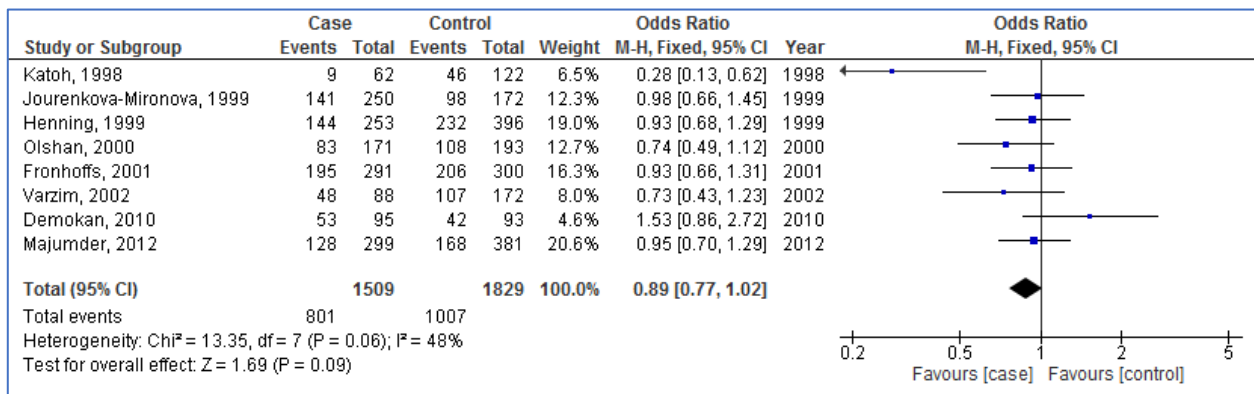 Case Control Odds Ratio Odds Ratio
Study or Subgroup Events Total Events Total Weight M-H, Fixed, 95% CI Year M-H, Fixed, 95% CI
Katoh, 1998 9 62 46 122 6.5% 0.28 [0.13, 0.62] 1998
Jourenkova-Mironova, 1999 141 250 98 172 12.3% 0.98 [0.66, 1.45] 1999
Henning, 1999 144 253 232 396 19.0% 0.93 [0.68, 1.29] 1999
Olshan, 2000 83 171 108 193 12.7% 0.74 [0.49, 1.12] 2000
Fronhoffs, 2001 195 291 206 300 16.3% 0.93 [0.66, 1.31] 2001
Varzim, 2002 48 88 107 172 8.0% 0.73 [0.43, 1.23] 2002
Demokan, 2010 53 95 42 93 4.6% 1.53 [0.86, 2.72] 2010
Majumder, 2012 128 299 168 381 20.6% 0.95 [0.70, 1.29] 2012
Total (95% CI) 1509 1829 100.0% 0.89 [0.77, 1.02]
Total events 801 1007
Heterogeneity: Chi² = 13.35, df = 7 (P = 0.06); I² = 48%
Test for overall effect: Z = 1.69 (P = 0.09)
0.2 0.5 1 2 5
Favours [case] Favours [control]